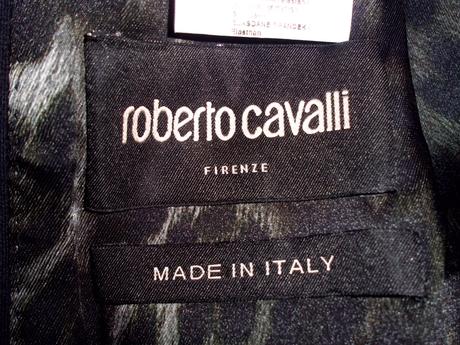 roberto cavalli
FIRENZE
MADE IN ITALY